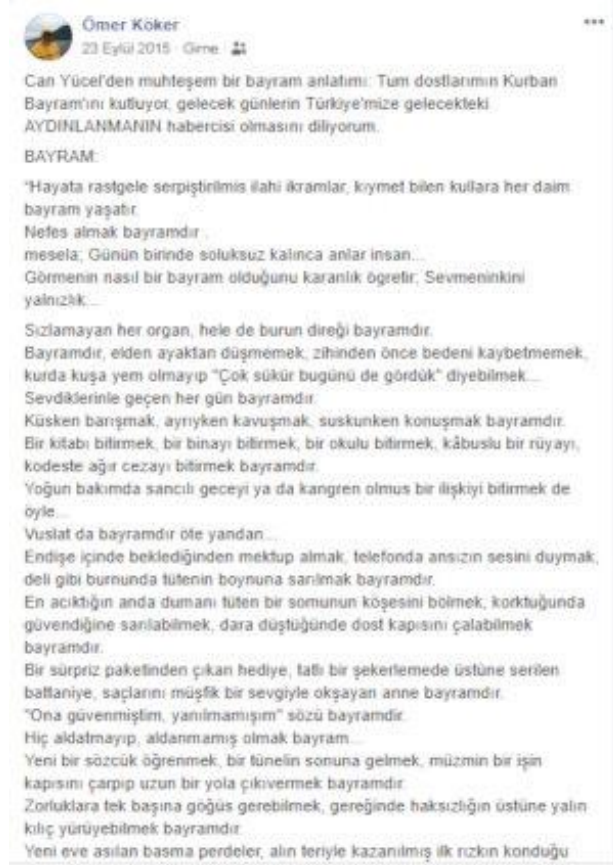 Ömer Köker
23 Eylül 2015 · Girne ·
Can Yücel'den muhteşem bir bayram anlatımı: Tum dostlarımın Kurban
Bayram'ını kutluyor, gelecek günlerin Türkiye'mize gelecekteki
AYDINLANMANIN habercisi olmasını diliyorum.
BAYRAM:
"Hayata rastgele serpiştirilmis ilahi ikramlar, kıymet bilen kullara her daim
bayram yaşatır.
Nefes almak bayramdır .
mesela; Günün birinde soluksuz kalınca anlar insan...
Görmenin nasıl bir bayram olduğunu karanlık ögretir; Sevmeninkini
yalnızlık...
Sızlamayan her organ, hele de burun direği bayramdır.
Bayramdır, elden ayaktan düşmemek, zihinden önce bedeni kaybetmemek,
kurda kuşa yem olmayıp "Çok sükür bugünü de gördük" diyebilmek...
Sevdiklerinle geçen her gün bayramdır.
Küsken barışmak, ayrıyken kavuşmak, suskunken konuşmak bayramdır.
Bir kitabı bitirmek, bir binayı bitirmek, bir okulu bitirmek, kâbuslu bir rüyayı,
kodeste ağır cezayı bitirmek bayramdır.
Yoğun bakımda sancılı geceyi ya da kangren olmus bir ilişkiyi bitirmek de
öyle...
Vuslat da bayramdır öte yandan...
Endişe içinde beklediğinden mektup almak, telefonda ansızın sesini duymak,
deli gibi burnunda tütenin boynuna sarılmak bayramdır.
En acıktığın anda dumanı tüten bir somunun köşesini bölmek, korktuğunda
güvendiğine sarılabilmek, dara düştüğünde dost kapısını çalabilmek
bayramdır.
Bir sürpriz paketinden çıkan hediye, tatlı bir şekerlemede üstüne serilen
battaniye, saçlarını müşfik bir sevgiyle okşayan anne bayramdır.
"Ona güvenmiştim, yanılmamışım" sözü bayramdir.
Hiç aldatmayıp, aldanmamış olmak bayram...
Yeni bir sözcük öğrenmek, bir tünelin sonuna gelmek, müzmin bir işin
kapısını çarpıp uzun bir yola çıkıvermek bayramdır.
Zorluklara tek başına göğüs gerebilmek, gereğinde haksızlığın üstüne yalın
kılıç yürüyebilmek bayramdır.
Yeni eve asılan basma perdeler, alın teriyle kazanılmış ilk rızkın konduğu